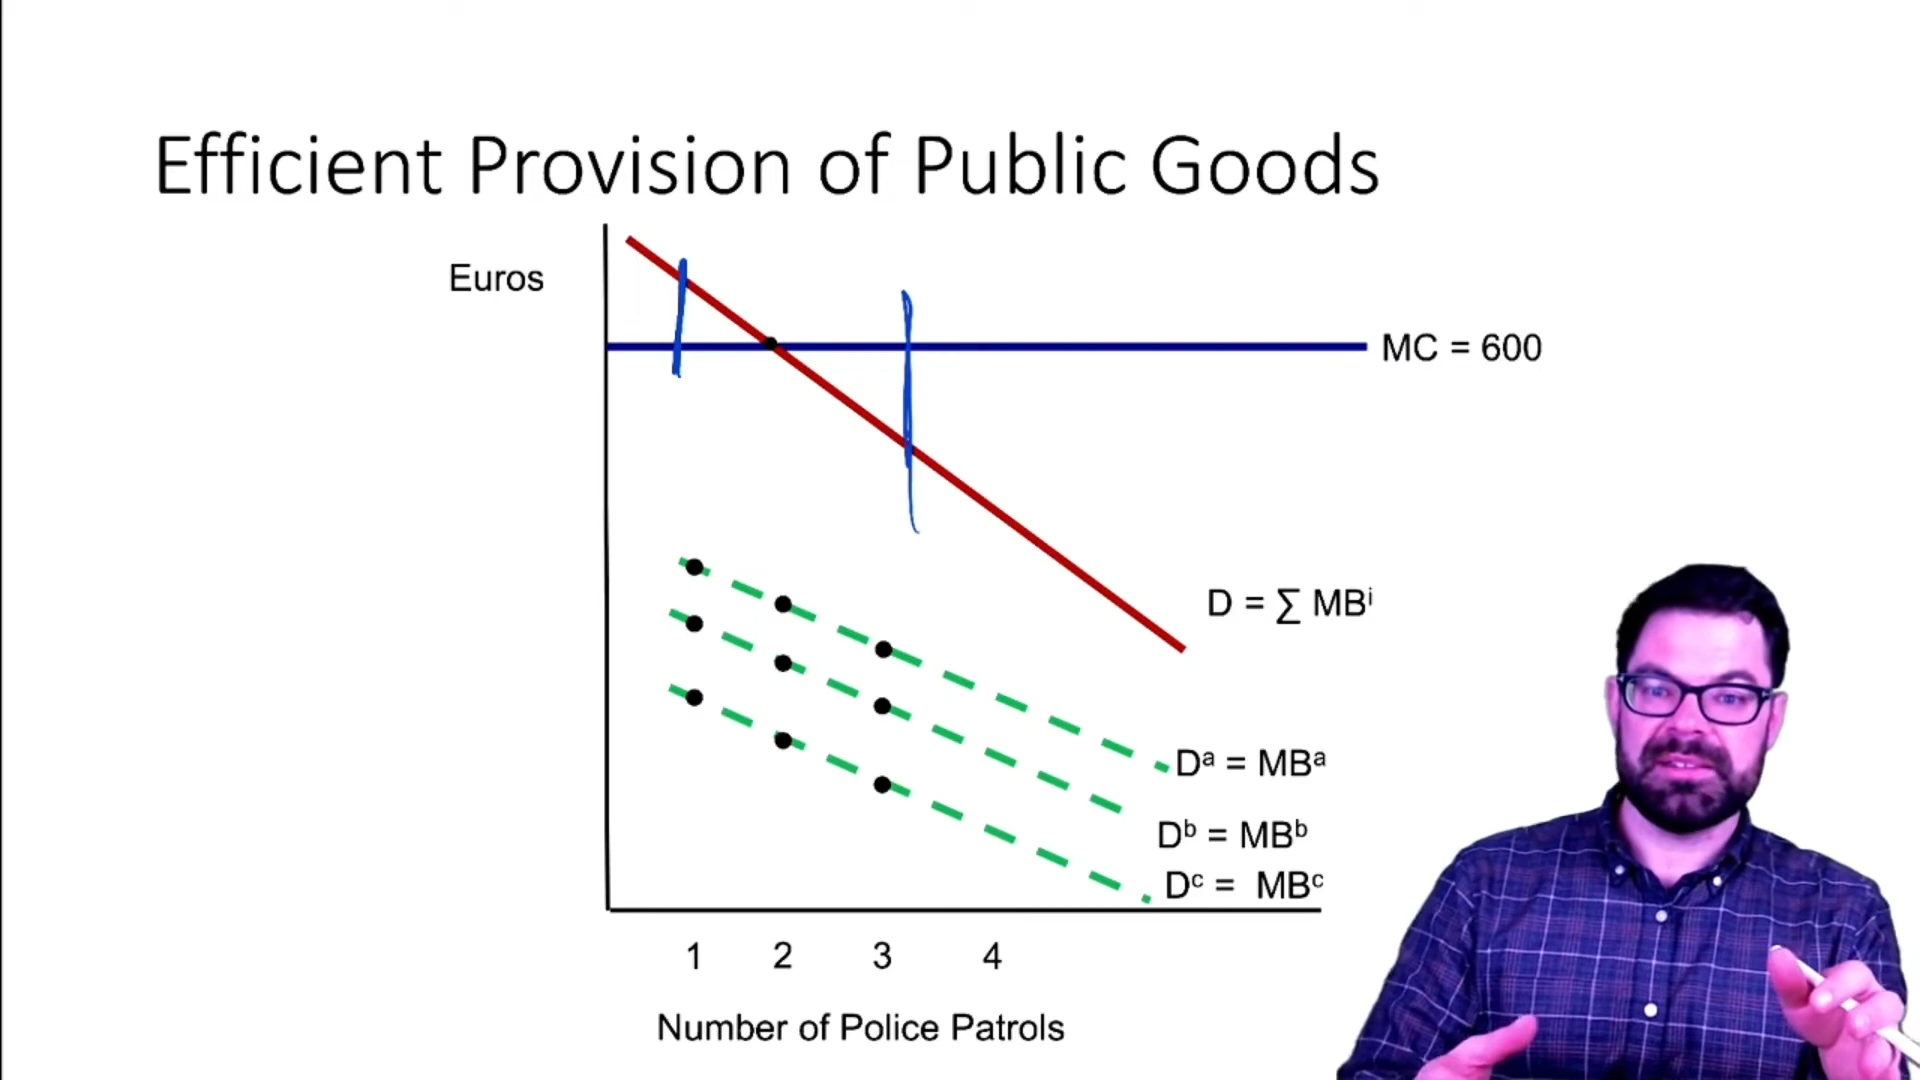 Efficient Provision of Public Goods
Euros
MC = 600
D = ∑ MBⁱ
Dᵃ = MBᵃ
Dᵇ = MBᵇ
Dᶜ = MBᶜ
1 2 3 4
Number of Police Patrols